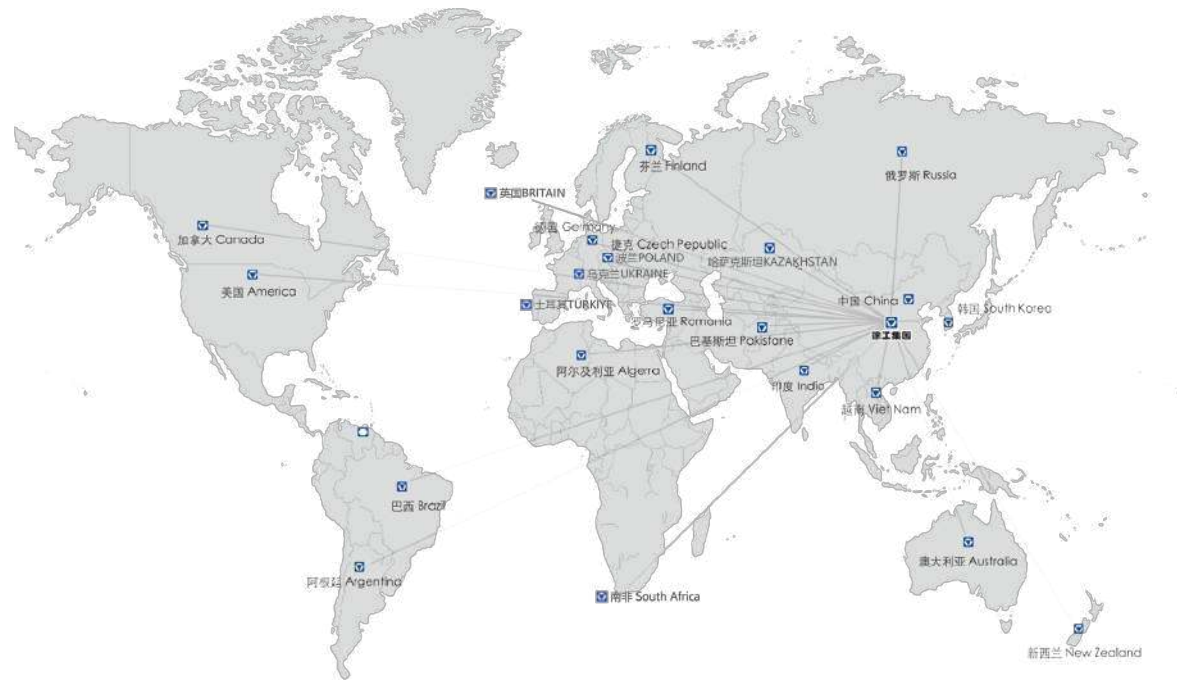 芬兰 Finland
俄罗斯 Russia
英国BRITAIN
德国 Germany
加拿大 Canada
捷克 Czech Pepublic
波兰POLAND
哈萨克斯坦KAZAKHSTAN
乌克兰UKRAINE
美国 America
中国 China
土耳其TÜRKIYE
韩国 South Korea
罗马尼亚 Romania
徐工集团
巴基斯坦 Pakistane
阿尔及利亚 Algerra
印度 India
越南 Viet Nam
巴西 Brazil
澳大利亚 Australia
阿根廷 Argentina
南非 South Africa
新西兰 New Zealand